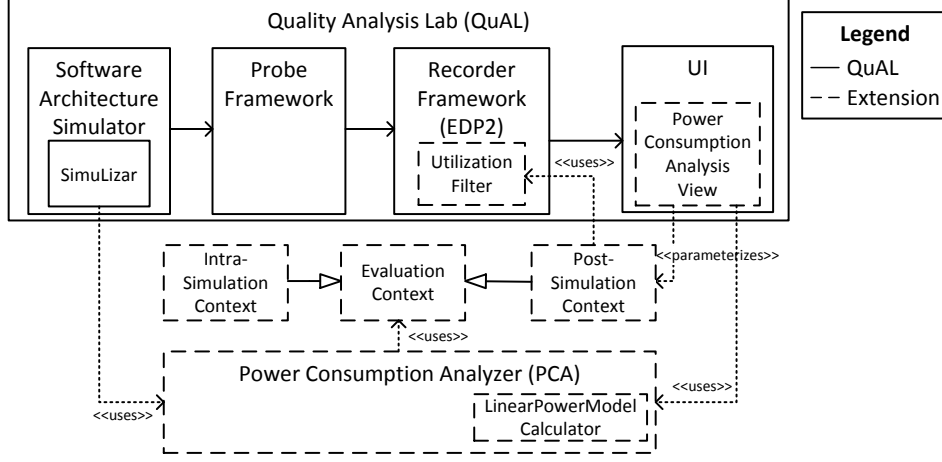 Quality Analysis Lab (QuAL)
Software
Architecture
Simulator
SimuLizar
Probe
Framework
Recorder
Framework
(EDP2)
Utilization
Filter
UI
Power
Consumption
Analysis
View
Legend
QuAL
Extension
<<uses>>
Intra-
Simulation
Context
Evaluation
Context
Post-
Simulation
Context
<<parameterizes>>
<<uses>>
Power Consumption Analyzer (PCA)
LinearPowerModel
Calculator
<<uses>>
<<uses>>